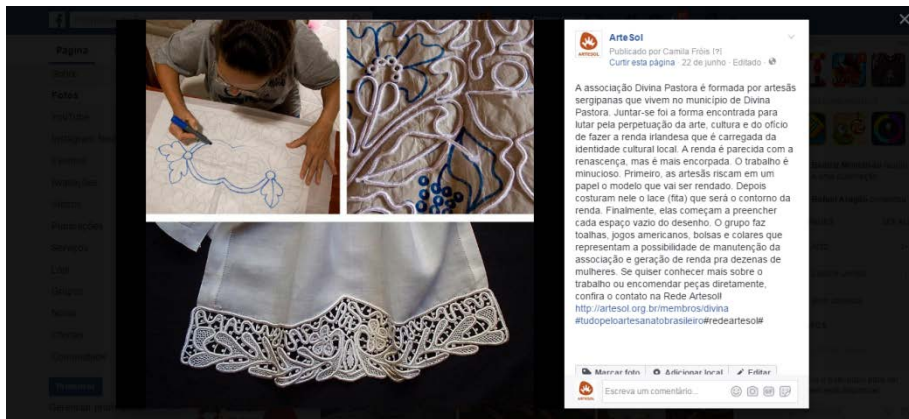 ArteSol
Publicado por Camila Fróis [?]
Curtir esta página · 22 de junho · Editado ·
A associação Divina Pastora é formada por artesãs
sergipanas que vivem no município de Divina
Pastora. Juntar-se foi a forma encontrada para
lutar pela perpetuação da arte, cultura e do ofício
de fazer a renda irlandesa que é carregada da
identidade cultural local. A renda é parecida com a
renascença, mas é mais encorpada. O trabalho é
minucioso. Primeiro, as artesãs riscam em um
papel o modelo que vai ser rendado. Depois
costuram nele o lace (fita) que será o contorno da
renda. Finalmente, elas começam a preencher
cada espaço vazio do desenho. O grupo faz
toalhas, jogos americanos, bolsas e colares que
representam a possibilidade de manutenção da
associação e geração de renda pra dezenas de
mulheres. Se quiser conhecer mais sobre o
trabalho ou encomendar peças diretamente,
confira o contato na Rede Artesol!
http://artesol.org.br/membros/divina
#tudopeloartesanatobrasileiro#redeartesol#
Marcar foto Adicionar local Editar
Escreva um comentário...
ARTESOL
Página
Fotos
YouTube
Eventos
Vídeos
Publicações
Serviços
Loja